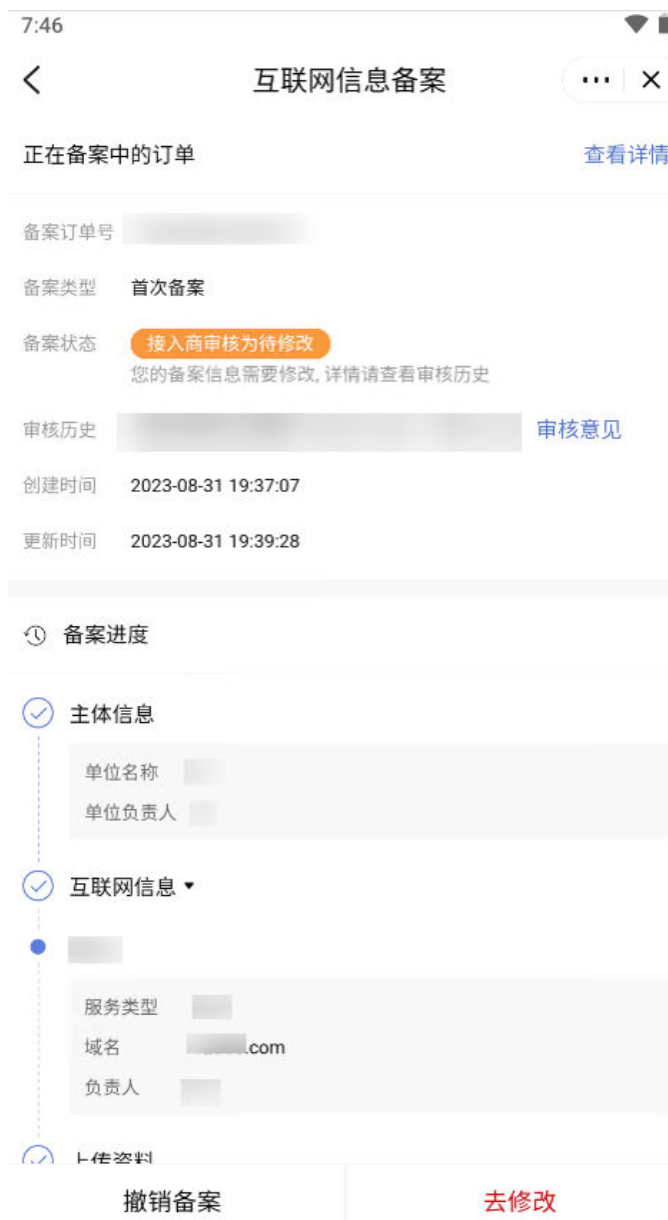 7:46
互联网信息备案
正在备案中的订单 查看详情
备案订单号
备案类型 首次备案
备案状态 接入商审核为待修改
您的备案信息需要修改, 详情请查看审核历史
审核历史 审核意见
创建时间 2023-08-31 19:37:07
更新时间 2023-08-31 19:39:28
备案进度
主体信息
单位名称
单位负责人
互联网信息
服务类型
域名 .com
负责人
上传资料
撤销备案 去修改